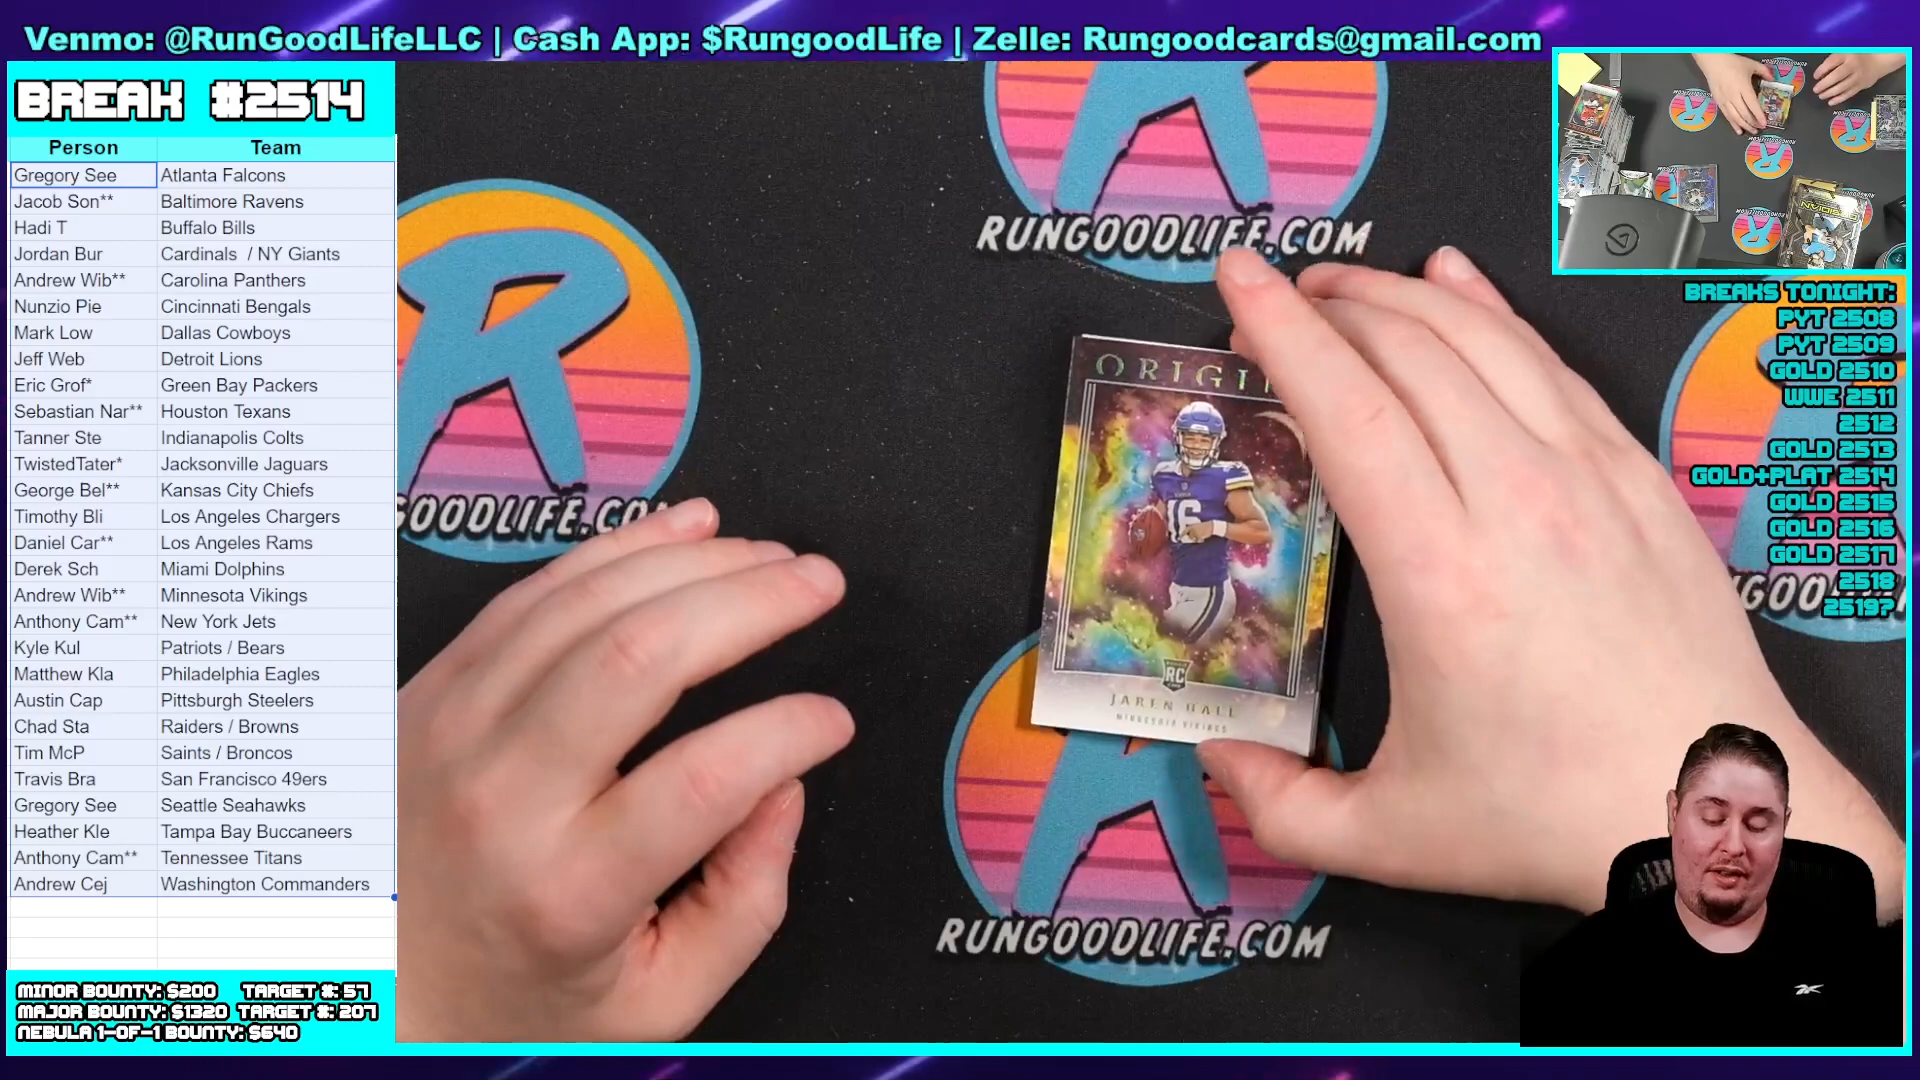 Venmo: @RunGoodLifeLLC | Cash App: $RungoodLife | Zelle: Rungoodcards@gmail.com
BREAK #2514
Person Team
Gregory See Atlanta Falcons
Jacob Son** Baltimore Ravens
Hadi T Buffalo Bills
Jordan Bur Cardinals / NY Giants
Andrew Wib** Carolina Panthers
Nunzio Pie Cincinnati Bengals
Mark Low Dallas Cowboys
Jeff Web Detroit Lions
Eric Grof* Green Bay Packers
Sebastian Nar** Houston Texans
Tanner Ste Indianapolis Colts
TwistedTater* Jacksonville Jaguars
George Bel** Kansas City Chiefs
Timothy Bli Los Angeles Chargers
Daniel Car** Los Angeles Rams
Derek Sch Miami Dolphins
Andrew Wib** Minnesota Vikings
Anthony Cam** New York Jets
Kyle Kul Patriots / Bears
Matthew Kla Philadelphia Eagles
Austin Cap Pittsburgh Steelers
Chad Sta Raiders / Browns
Tim McP Saints / Broncos
Travis Bra San Francisco 49ers
Gregory See Seattle Seahawks
Heather Kle Tampa Bay Buccaneers
Anthony Cam** Tennessee Titans
Andrew Cej Washington Commanders
MINOR BOUNTY: $200 TARGET #: 57
MAJOR BOUNTY: $1320 TARGET #: 207
NEBULA 1-OF-1 BOUNTY: $640
R
RUNGOODLIFE.COM
R
GOODLIFE.CO
ORIGI
16
RC
JAREN HALL
MINNESOTA VIKINGS
R
RUNGOODLIFE.COM
GOO
OBSIDIAN
BREAKS TONIGHT:
PYT 2508
PYT 2509
GOLD 2510
WWE 2511
2512
GOLD 2513
GOLD+PLAT 2514
GOLD 2515
GOLD 2516
GOLD 2517
2518
2519?